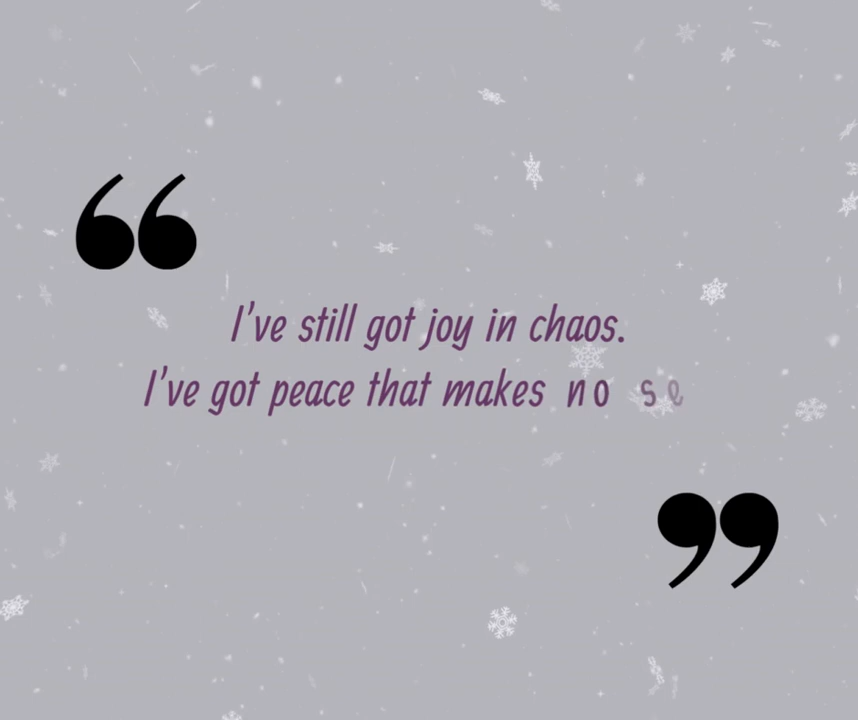 “
I've still got joy in chaos.
I've got peace that makes no se
”